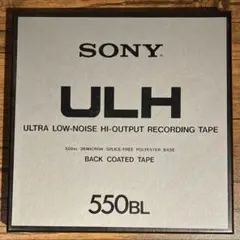 SONY
ULH
ULTRA LOW-NOISE HI-OUTPUT RECORDING TAPE
SPLICE-FREE POLYESTER BASE
BACK COATED TAPE
550BL